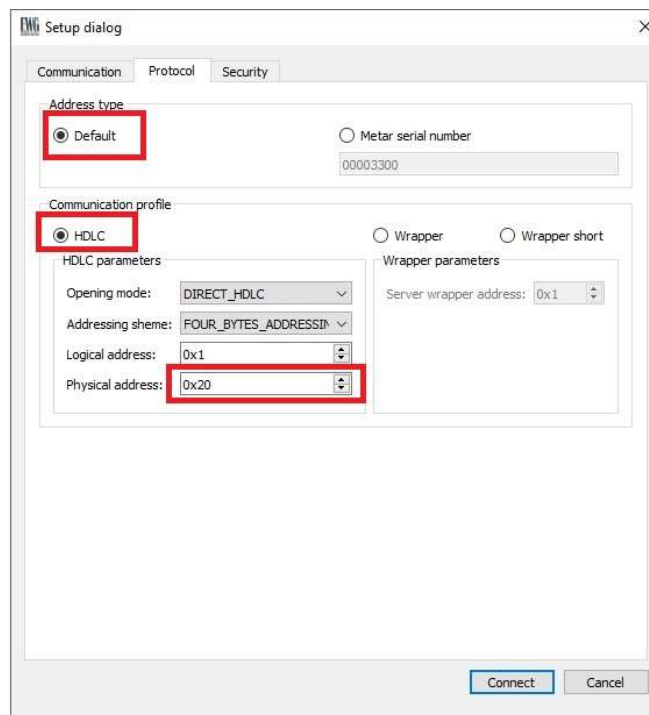 EWG Setup dialog
Communication Protocol Security
Address type
Default Metar serial number
00003300
Communication profile
HDLC Wrapper Wrapper short
HDLC parameters Wrapper parameters
Opening mode: DIRECT_HDLC Server wrapper address: 0x1
Addressing sheme: FOUR_BYTES_ADDRESSIN
Logical address: 0x1
Physical address: 0x20
Connect Cancel